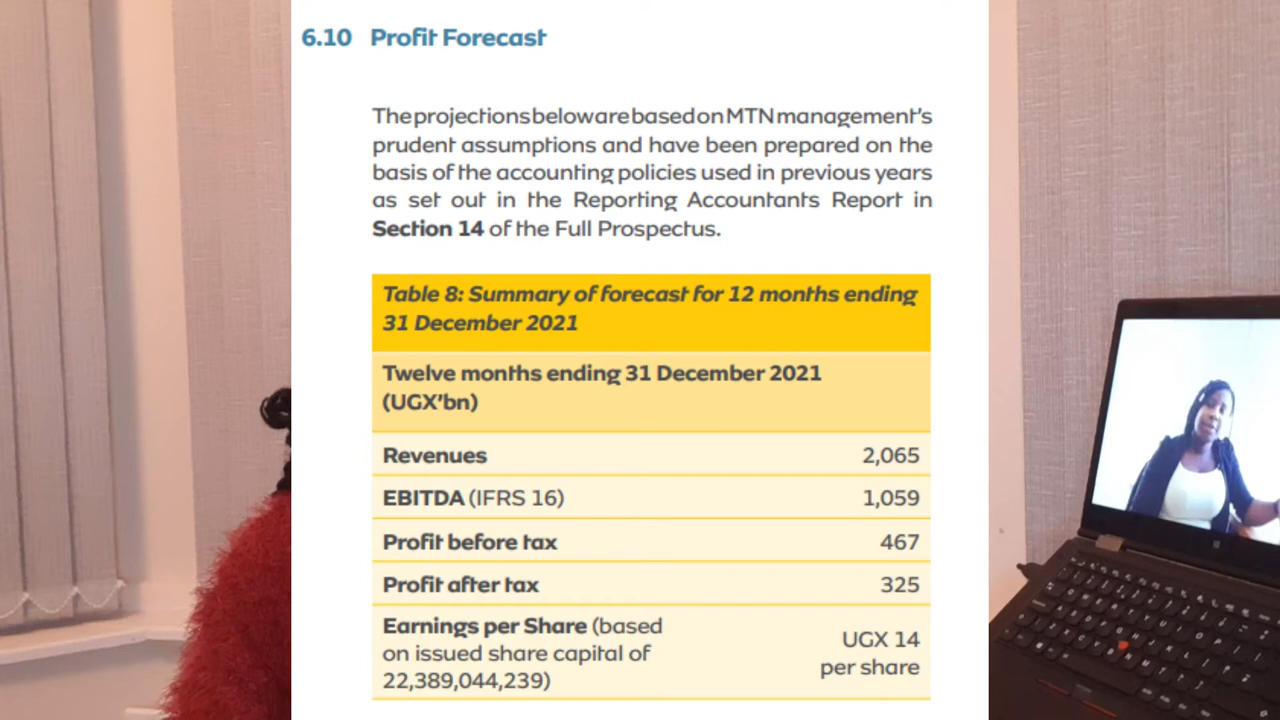 6.10 Profit Forecast
The projections below are based on MTN management's
prudent assumptions and have been prepared on the
basis of the accounting policies used in previous years
as set out in the Reporting Accountants Report in
Section 14 of the Full Prospectus.
Table 8: Summary of forecast for 12 months ending
31 December 2021
Twelve months ending 31 December 2021
(UGX'bn)
Revenues 2,065
EBITDA (IFRS 16) 1,059
Profit before tax 467
Profit after tax 325
Earnings per Share (based
on issued share capital of
22,389,044,239)
UGX 14
per share